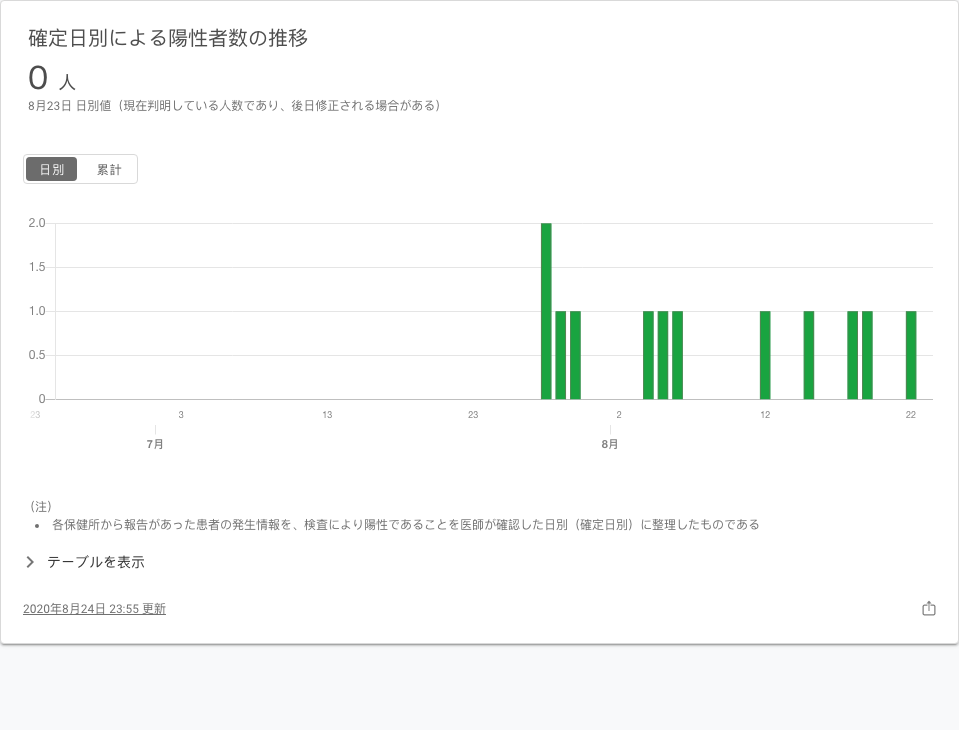 確定日別による陽性者数の推移
0 人
8月23日 日別値（現在判明している人数であり、後日修正される場合がある）
日別 累計
2.0
1.5
1.0
0.5
0
23 3 13 23 2 12 22
7月 8月
（注）
• 各保健所から報告があった患者の発生情報を、検査により陽性であることを医師が確認した日別（確定日別）に整理したものである
テーブルを表示
2020年8月24日 23:55 更新